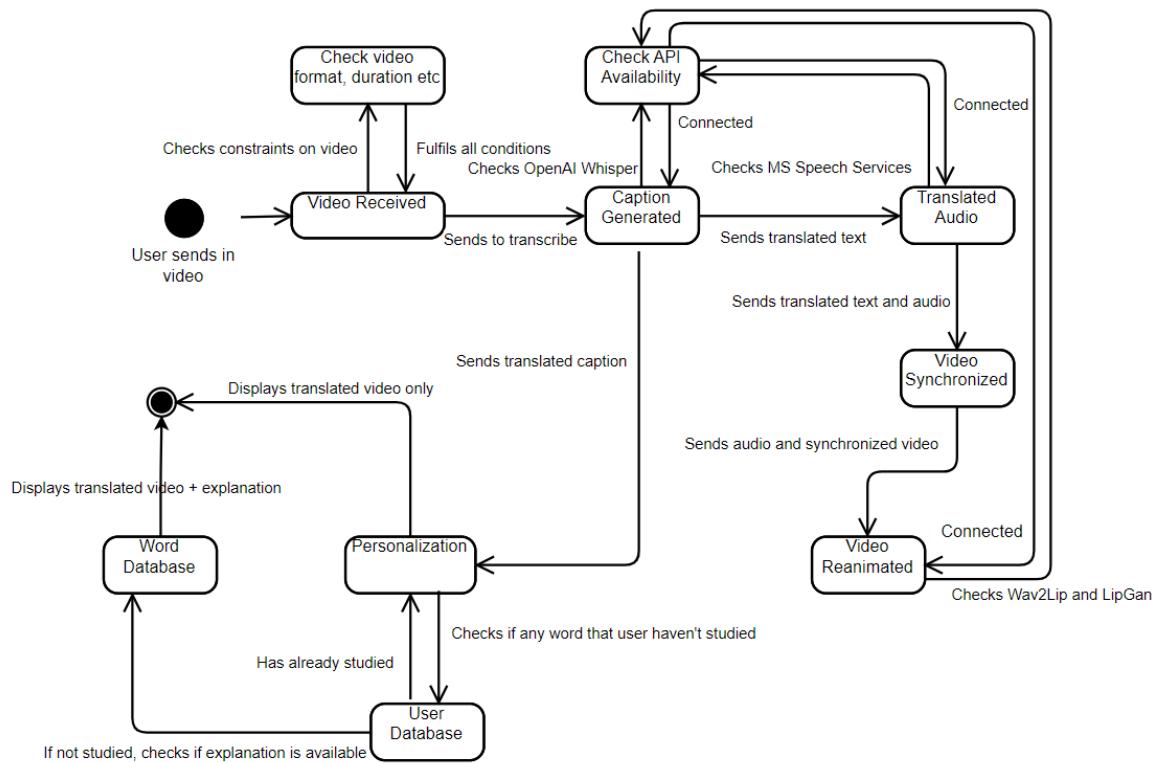 Check video
format, duration etc
Check API
Availability
Connected
Connected
Checks constraints on video
Fulfils all conditions
Checks OpenAI Whisper
Checks MS Speech Services
Video Received
Caption
Generated
Translated
Audio
User sends in
video
Sends to transcribe
Sends translated text
Sends translated text and audio
Sends translated caption
Video
Synchronized
Displays translated video only
Sends audio and synchronized video
Displays translated video + explanation
Word
Database
Personalization
Video
Reanimated
Connected
Checks Wav2Lip and LipGan
Checks if any word that user haven't studied
Has already studied
User
Database
If not studied, checks if explanation is available